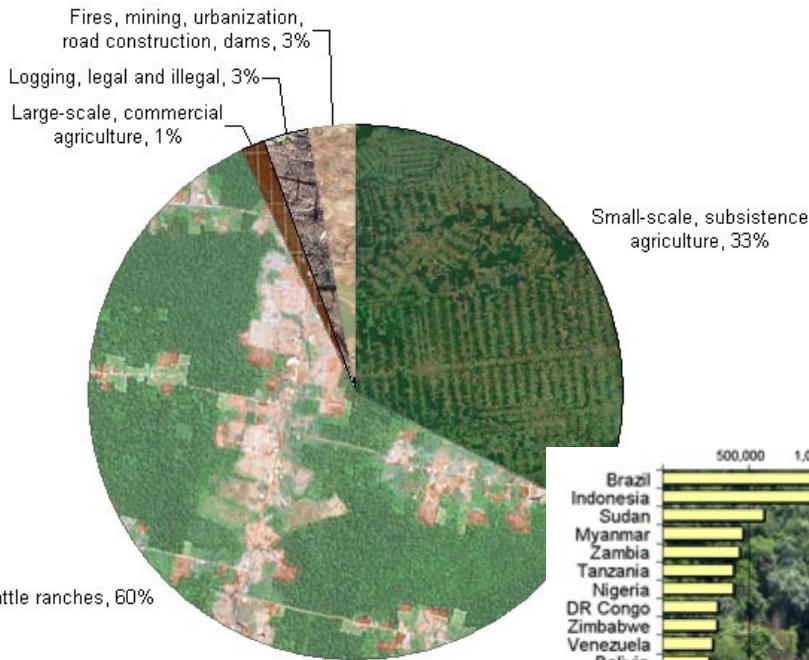 Fires, mining, urbanization,
road construction, dams, 3%
Logging, legal and illegal, 3%
Large-scale, commercial
agriculture, 1%
Small-scale, subsistence
agriculture, 33%
ranches, 60%
500,000
Brazil
Indonesia
Sudan
Myanmar
Zambia
Tanzania
Nigeria
DR Congo
Zimbabwe
Venezuela